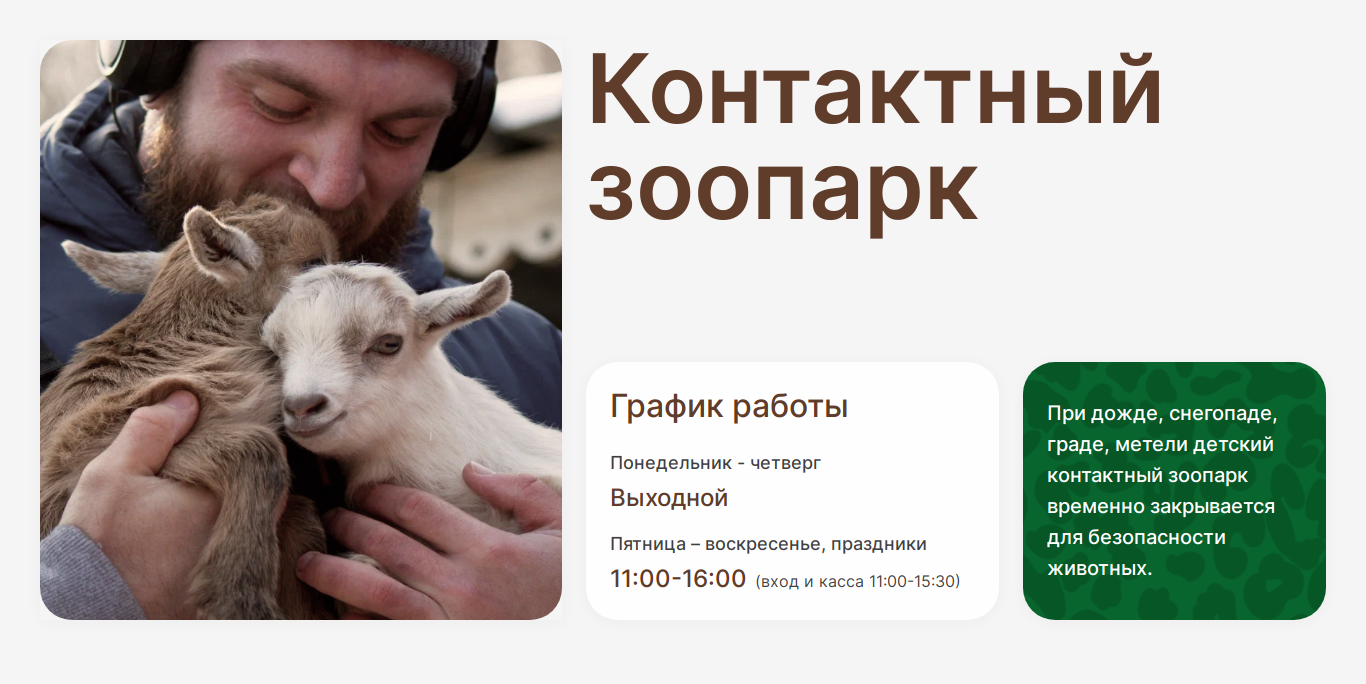 Контактный
зоопарк
График работы
Понедельник - четверг
Выходной
Пятница – воскресенье, праздники
11:00-16:00 (вход и касса 11:00-15:30)
При дожде, снегопаде,
граде, метели детский
контактный зоопарк
временно закрывается
для безопасности
животных.